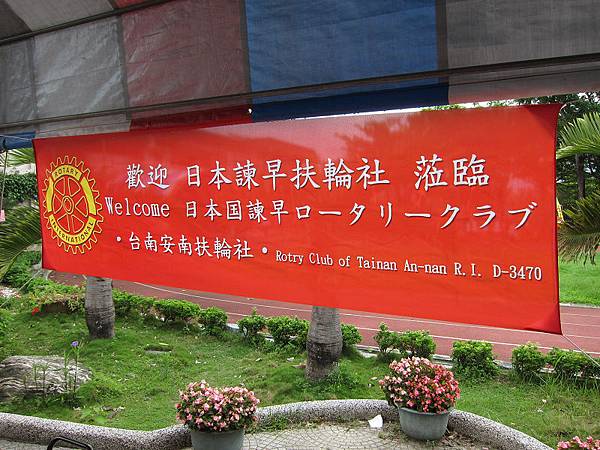 歡迎 日本諫早扶輪社 蒞臨
Welcome 日本国諫早ロータリークラブ
・台南安南扶輪社・ Rotry Club of Tainan An-nan R.I. D-3470
ROTARY
INTERNATIONAL